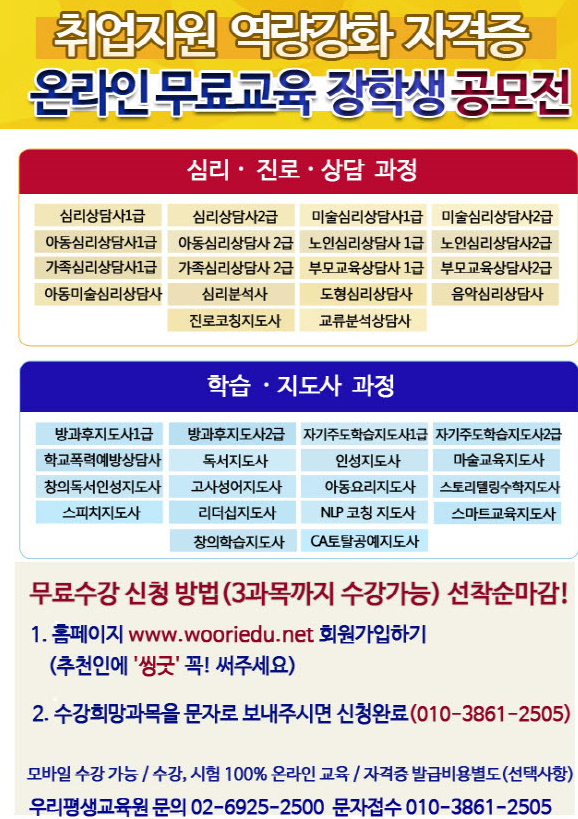 취업지원 역량강화 자격증
온라인 무료교육 장학생 공모전
심리 · 진로 · 상담 과정
심리상담사1급 심리상담사2급 미술심리상담사1급 미술심리상담사2급
아동심리상담사1급 아동심리상담사 2급 노인심리상담사 1급 노인심리상담사2급
가족심리상담사1급 가족심리상담사 2급 부모교육상담사 1급 부모교육상담사2급
아동미술심리상담사 심리분석사 도형심리상담사 음악심리상담사
진로코칭지도사 교류분석상담사
학습 · 지도사 과정
방과후지도사1급 방과후지도사2급 자기주도학습지도사1급 자기주도학습지도사2급
학교폭력예방상담사 독서지도사 인성지도사 마술교육지도사
창의독서인성지도사 고사성어지도사 아동요리지도사 스토리텔링수학지도사
스피치지도사 리더십지도사 NLP 코칭 지도사 스마트교육지도사
창의학습지도사 CA토탈공예지도사
무료수강 신청 방법(3과목까지 수강가능) 선착순마감!
1. 홈페이지 www.wooriedu.net 회원가입하기
(추천인에 '씽굿' 꼭! 써주세요)
2. 수강희망과목을 문자로 보내주시면 신청완료(010-3861-2505)
모바일 수강 가능 / 수강, 시험 100% 온라인 교육 / 자격증 발급비용별도(선택사항)
우리평생교육원 문의 02-6925-2500 문자접수 010-3861-2505